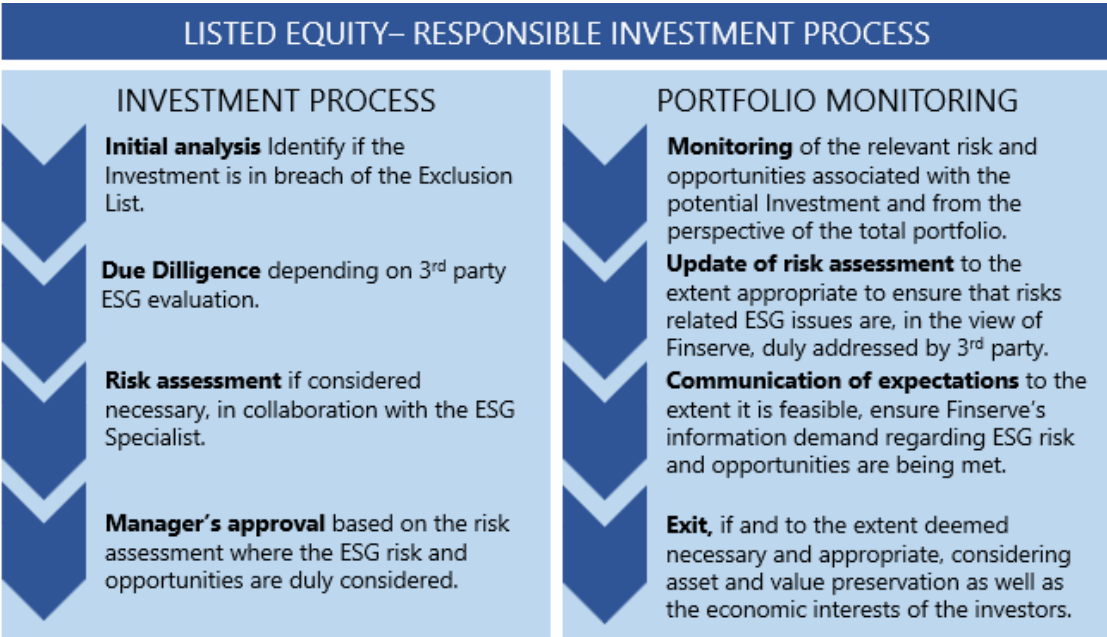 LISTED EQUITY– RESPONSIBLE INVESTMENT PROCESS
INVESTMENT PROCESS
Initial analysis Identify if the
Investment is in breach of the Exclusion
List.
Due Dilligence depending on 3rd party
ESG evaluation.
Risk assessment if considered
necessary, in collaboration with the ESG
Specialist.
Manager’s approval based on the risk
assessment where the ESG risk and
opportunities are duly considered.
PORTFOLIO MONITORING
Monitoring of the relevant risk and
opportunities associated with the
potential Investment and from the
perspective of the total portfolio.
Update of risk assessment to the
extent appropriate to ensure that risks
related ESG issues are, in the view of
Finserve, duly addressed by 3rd party.
Communication of expectations to the
extent it is feasible, ensure Finserve’s
information demand regarding ESG risk
and opportunities are being met.
Exit, if and to the extent deemed
necessary and appropriate, considering
asset and value preservation as well as
the economic interests of the investors.